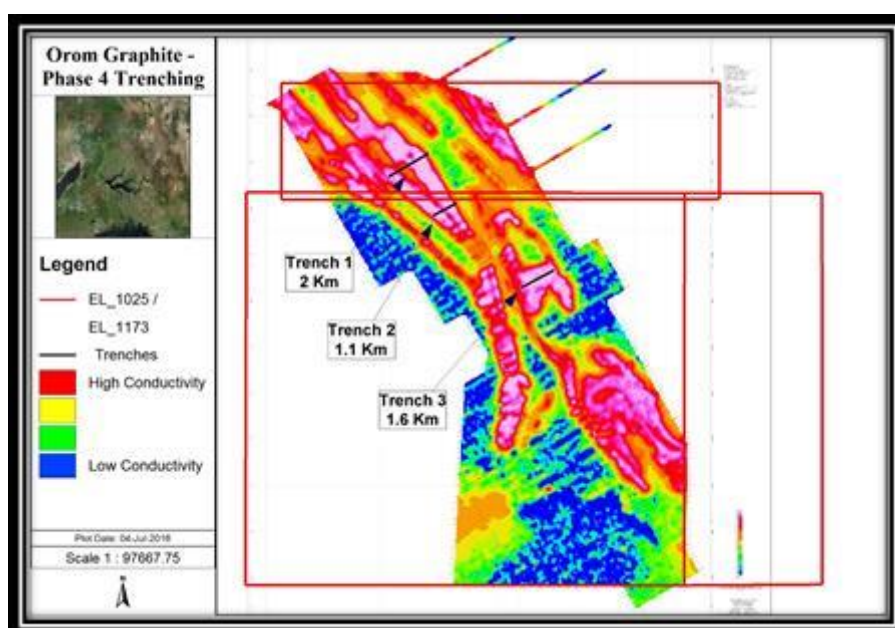 Orom Graphite -
Phase 4 Trenching
Legend
EL_1025 /
EL_1173
Trenches
High Conductivity
Low Conductivity
Plot Date: 04-Jul-2016
Scale 1 : 97667.75
Trench 1
2 Km
Trench 2
1.1 Km
Trench 3
1.6 Km